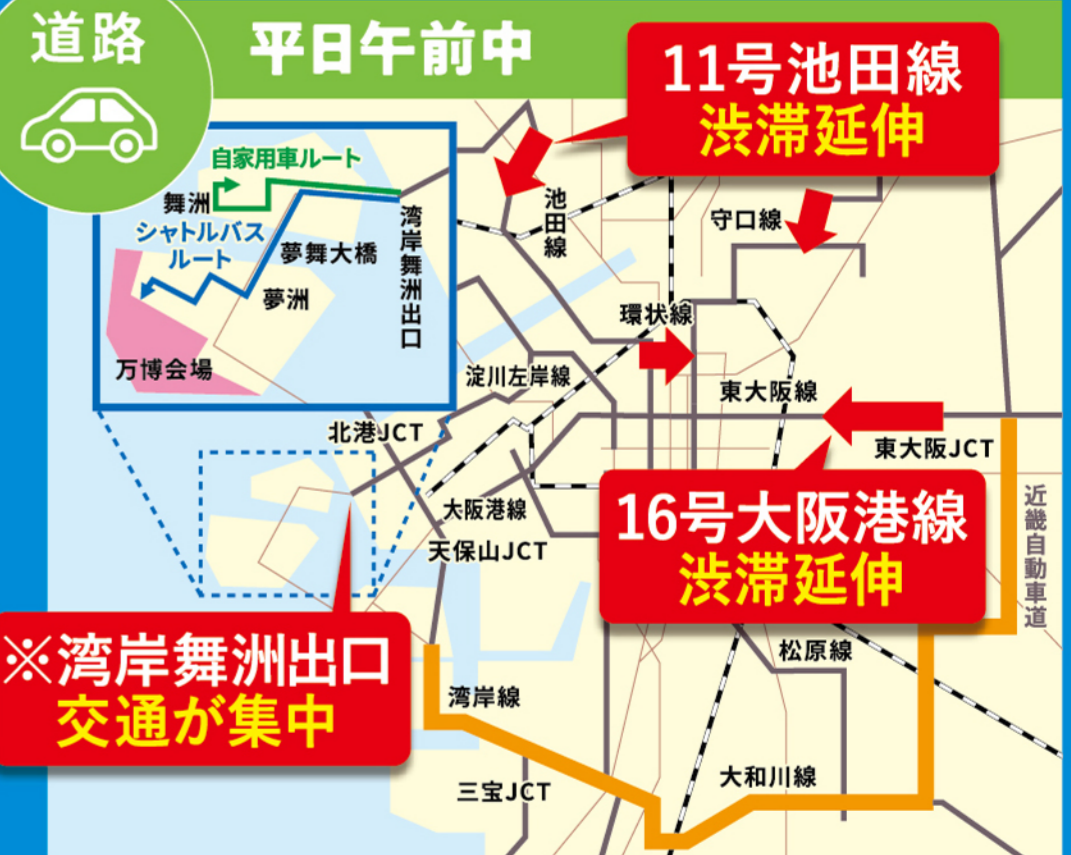 道路
平日午前中
11号池田線
渋滞延伸
自家用車ルート
舞洲
シャトルバス
ルート
夢舞大橋
夢洲
湾岸舞洲出口
万博会場
池田線
守口線
環状線
淀川左岸線
東大阪線
北港JCT
東大阪JCT
大阪港線
天保山JCT
16号大阪港線
渋滞延伸
近畿自動車道
※湾岸舞洲出口
交通が集中
松原線
湾岸線
三宝JCT
大和川線